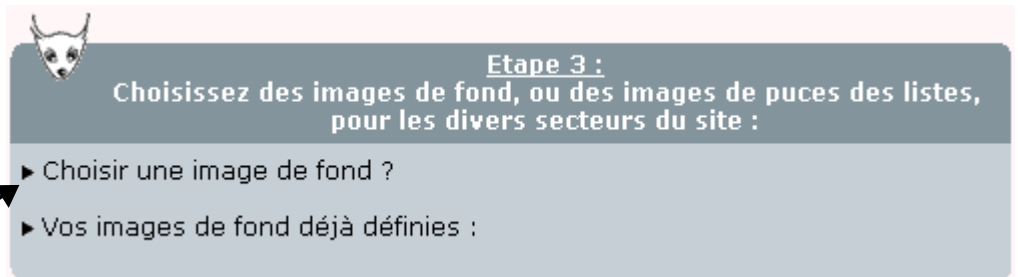 Etape 3 :
Choisissez des images de fond, ou des images de puces des listes,
pour les divers secteurs du site :
Choisir une image de fond ?
Vos images de fond déjà définies :